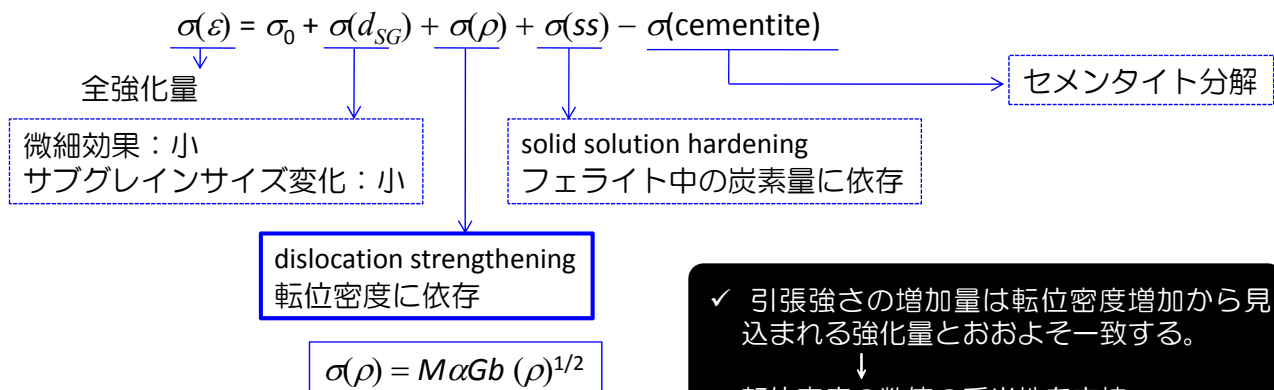 σ(ε) = σ0 + σ(dSG) + σ(ρ) + σ(ss) − σ(cementite)
全強化量
セメンタイト分解
微細効果：小
サブグレインサイズ変化：小
solid solution hardening
フェライト中の炭素量に依存
dislocation strengthening
転位密度に依存
σ(ρ) = MαGb (ρ)1/2
✓ 引張強さの増加量は転位密度増加から見
込まれる強化量とおおよそ一致する。
↓